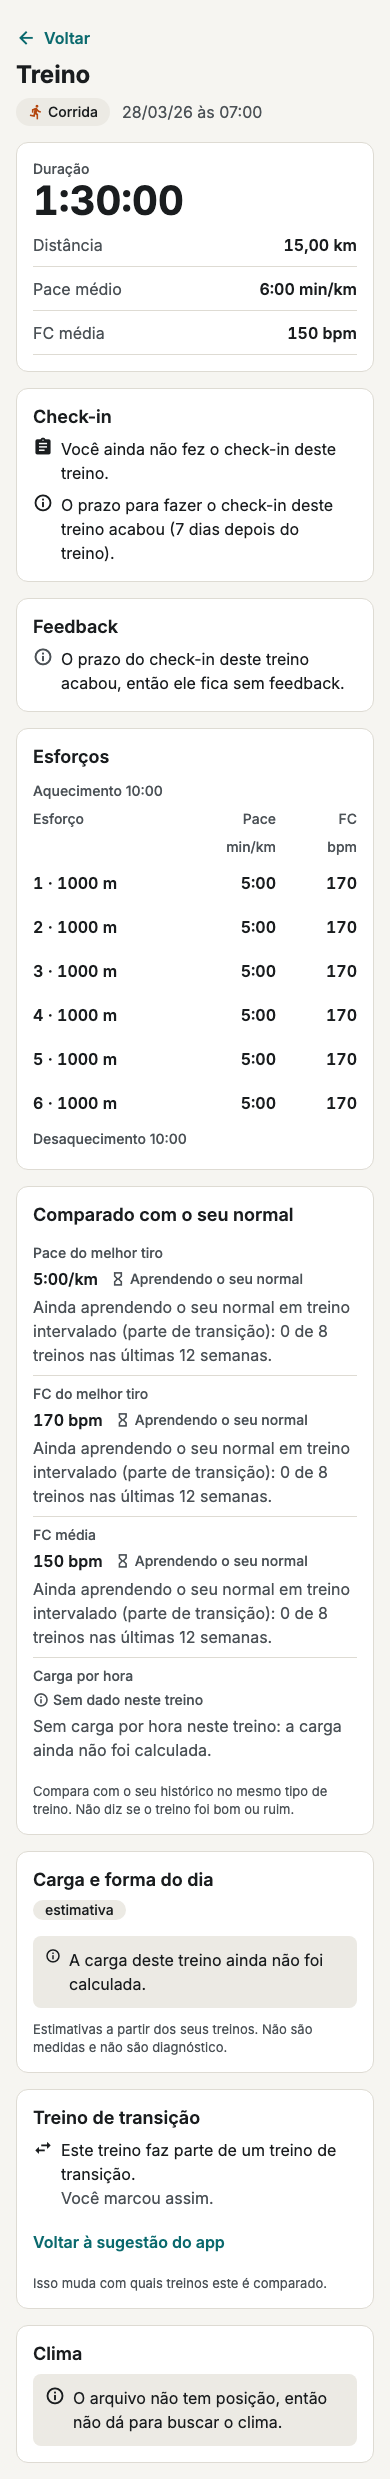 Voltar
Treino
Corrida 28/03/26 às 07:00
Duração
1:30:00
Distância 15,00 km
Pace médio 6:00 min/km
FC média 150 bpm
Check-in
Você ainda não fez o check-in deste
treino.
O prazo para fazer o check-in deste
treino acabou (7 dias depois do
treino).
Feedback
O prazo do check-in deste treino
acabou, então ele fica sem feedback.
Esforços
Aquecimento 10:00
Esforço Pace FC
min/km bpm
1 · 1000 m 5:00 170
2 · 1000 m 5:00 170
3 · 1000 m 5:00 170
4 · 1000 m 5:00 170
5 · 1000 m 5:00 170
6 · 1000 m 5:00 170
Desaquecimento 10:00
Comparado com o seu normal
Pace do melhor tiro
5:00/km Aprendendo o seu normal
Ainda aprendendo o seu normal em treino
intervalado (parte de transição): 0 de 8
treinos nas últimas 12 semanas.
FC do melhor tiro
170 bpm Aprendendo o seu normal
Ainda aprendendo o seu normal em treino
intervalado (parte de transição): 0 de 8
treinos nas últimas 12 semanas.
FC média
150 bpm Aprendendo o seu normal
Ainda aprendendo o seu normal em treino
intervalado (parte de transição): 0 de 8
treinos nas últimas 12 semanas.
Carga por hora
Sem dado neste treino
Sem carga por hora neste treino: a carga
ainda não foi calculada.
Compara com o seu histórico no mesmo tipo de
treino. Não diz se o treino foi bom ou ruim.
Carga e forma do dia
estimativa
A carga deste treino ainda não foi
calculada.
Estimativas a partir dos seus treinos. Não são
medidas e não são diagnóstico.
Treino de transição
Este treino faz parte de um treino de
transição.
Você marcou assim.
Voltar à sugestão do app
Isso muda com quais treinos este é comparado.
Clima
O arquivo não tem posição, então
não dá para buscar o clima.